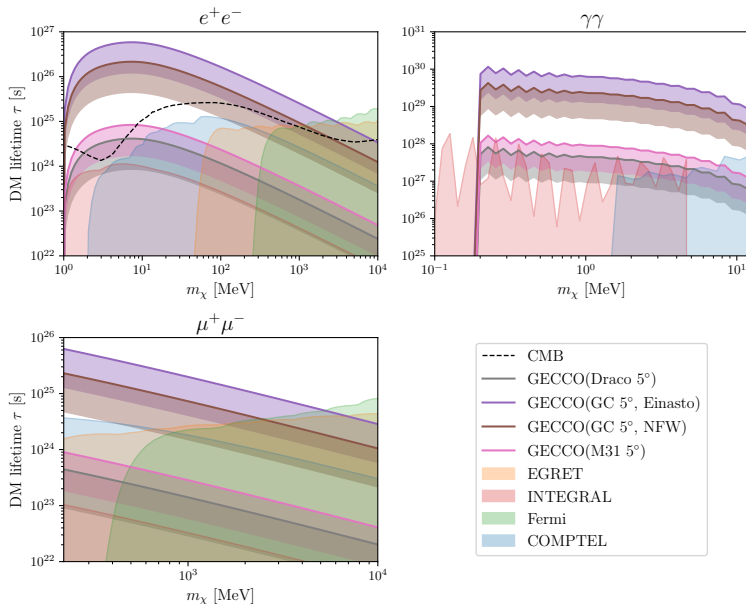 e⁺e⁻
γγ
DM lifetime τ [s]
10²⁷
10²⁶
10²⁵
10²⁴
10²³
10²²
10⁰ 10¹ 10² 10³ 10⁴
m_χ [MeV]
10³¹
10³⁰
10²⁹
10²⁸
10²⁷
10²⁶
10²⁵
10⁻¹ 10⁰ 10¹
m_χ [MeV]
μ⁺μ⁻
DM lifetime τ [s]
10²⁶
10²⁵
10²⁴
10²³
10²²
10³ 10⁴
m_χ [MeV]
CMB
GECCO(Draco 5°)
GECCO(GC 5°, Einasto)
GECCO(GC 5°, NFW)
GECCO(M31 5°)
EGRET
INTEGRAL
Fermi
COMPTEL